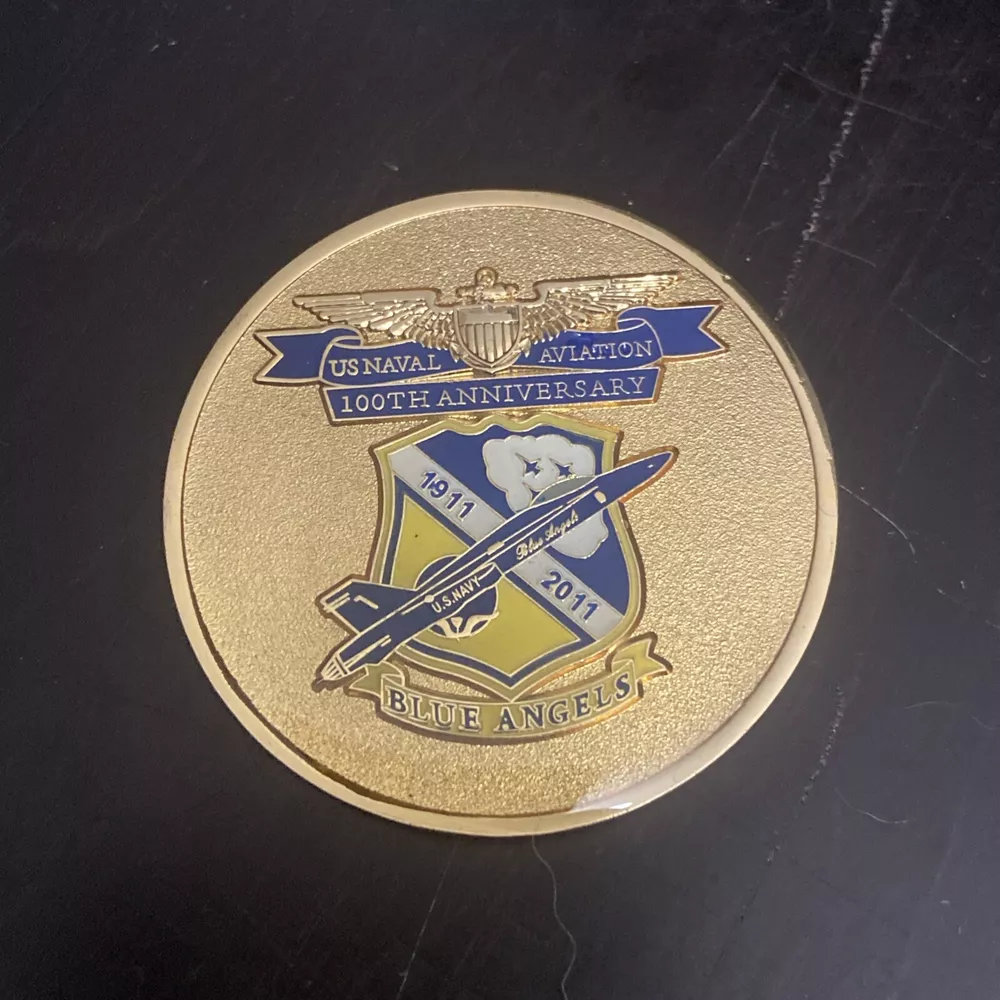 US NAVAL AVIATION
100TH ANNIVERSARY
1911
Blue Angels
U.S.NAVY
2011
BLUE ANGELS